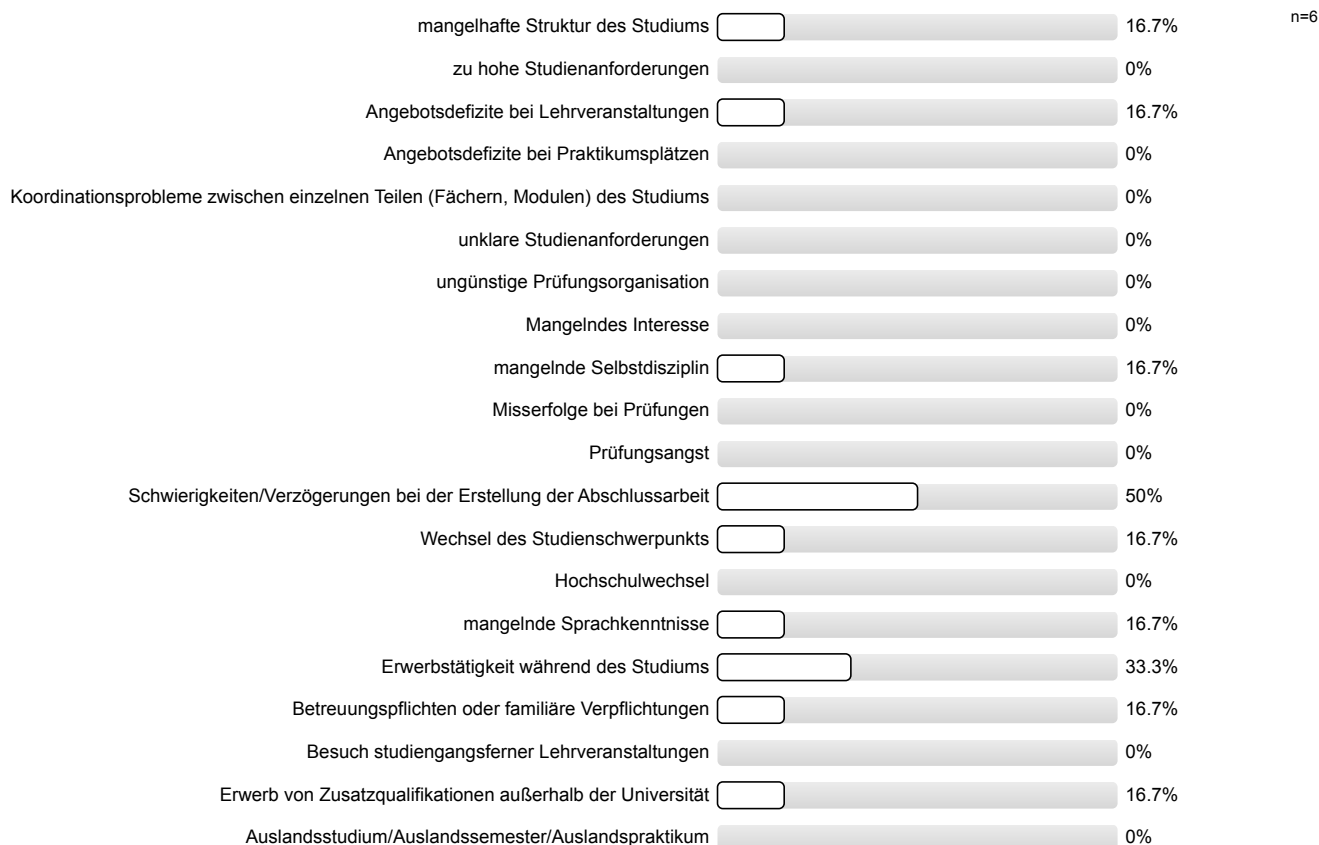 mangelhafte Struktur des Studiums 16.7% n=6
zu hohe Studienanforderungen 0%
Angebotsdefizite bei Lehrveranstaltungen 16.7%
Angebotsdefizite bei Praktikumsplätzen 0%
Koordinationsprobleme zwischen einzelnen Teilen (Fächern, Modulen) des Studiums 0%
unklare Studienanforderungen 0%
ungünstige Prüfungsorganisation 0%
Mangelndes Interesse 0%
mangelnde Selbstdisziplin 16.7%
Misserfolge bei Prüfungen 0%
Prüfungsangst 0%
Schwierigkeiten/Verzögerungen bei der Erstellung der Abschlussarbeit 50%
Wechsel des Studienschwerpunkts 16.7%
Hochschulwechsel 0%
mangelnde Sprachkenntnisse 16.7%
Erwerbstätigkeit während des Studiums 33.3%
Betreuungspflichten oder familiäre Verpflichtungen 16.7%
Besuch studiengangsferner Lehrveranstaltungen 0%
Erwerb von Zusatzqualifikationen außerhalb der Universität 16.7%
Auslandsstudium/Auslandssemester/Auslandspraktikum 0%